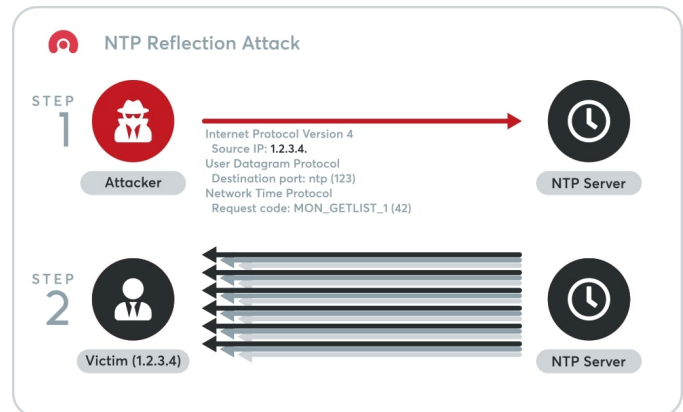 NTP Reflection Attack
STEP
1
Internet Protocol Version 4
Source IP: 1.2.3.4.
User Datagram Protocol
Destination port: ntp (123)
Network Time Protocol
Request code: MON_GETLIST_1 (42)
Attacker
NTP Server
STEP
2
Victim (1.2.3.4)
NTP Server